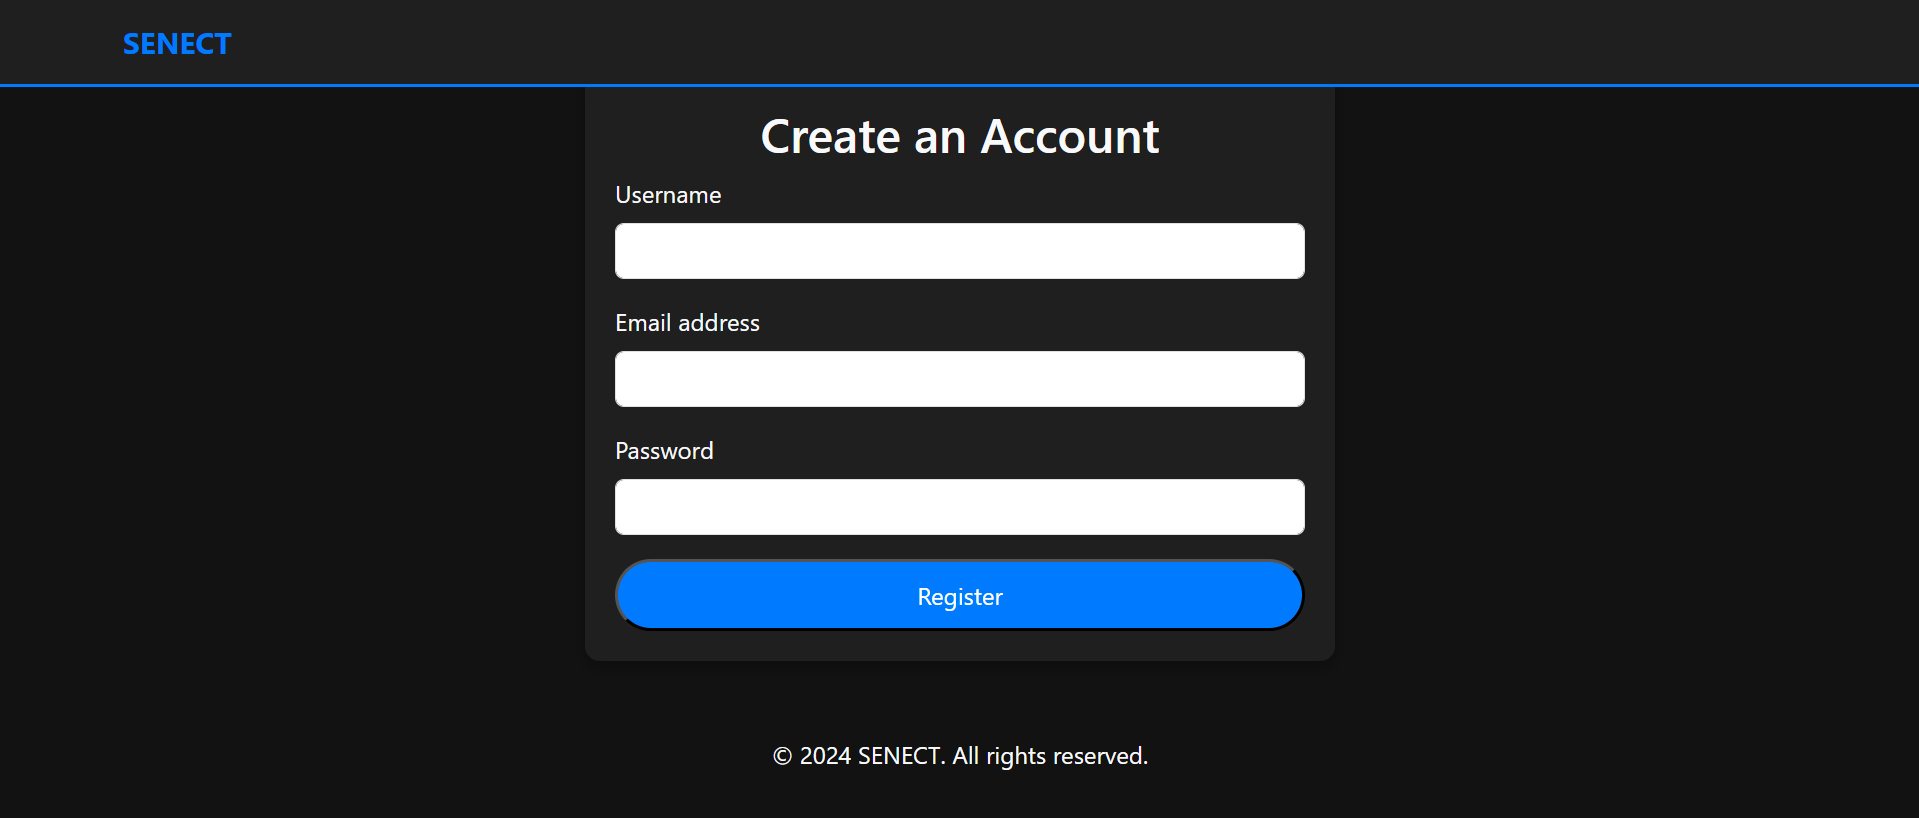 SENECT
Create an Account
Username
Email address
Password
Register
© 2024 SENECT. All rights reserved.